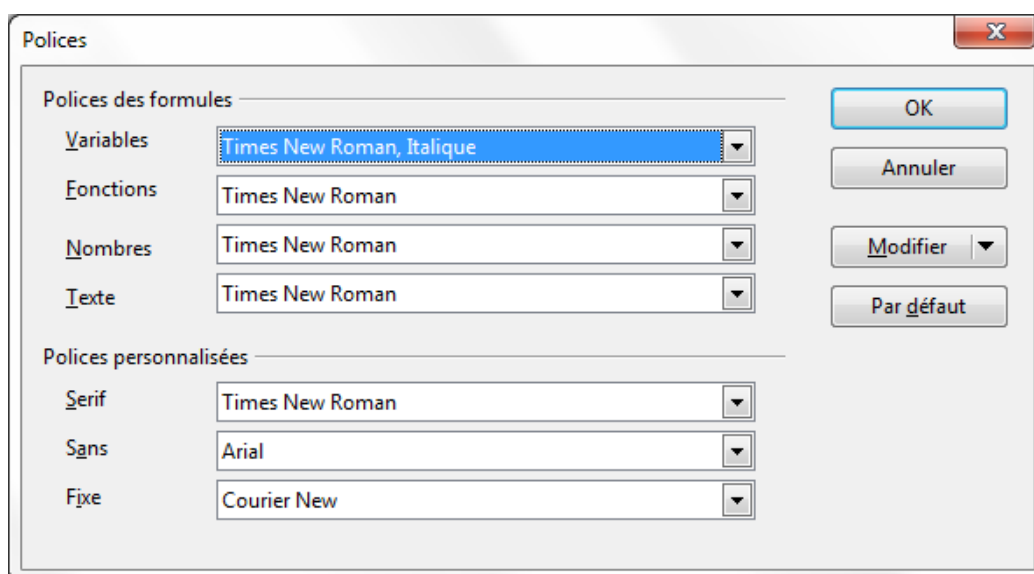 Polices
Polices des formules
Variables
Times New Roman, Italique
Fonctions
Times New Roman
Nombres
Times New Roman
Texte
Times New Roman
Polices personnalisées
Serif
Times New Roman
Sans
Arial
Fixe
Courier New
OK
Annuler
Modifier
Par défaut